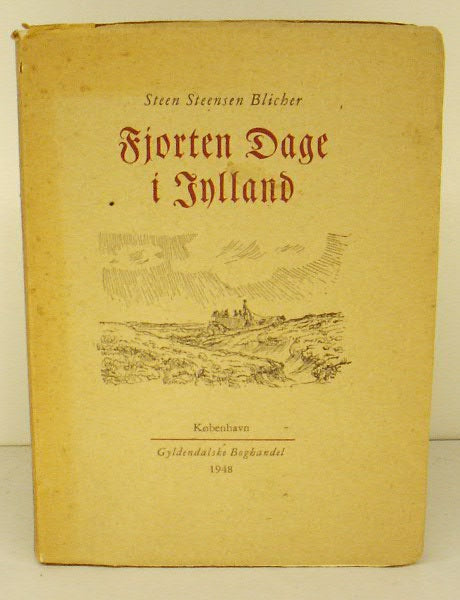 Steen Steensen Blicher
Fjorten Dage
i Jylland
København
Gyldendalske Boghandel
1948